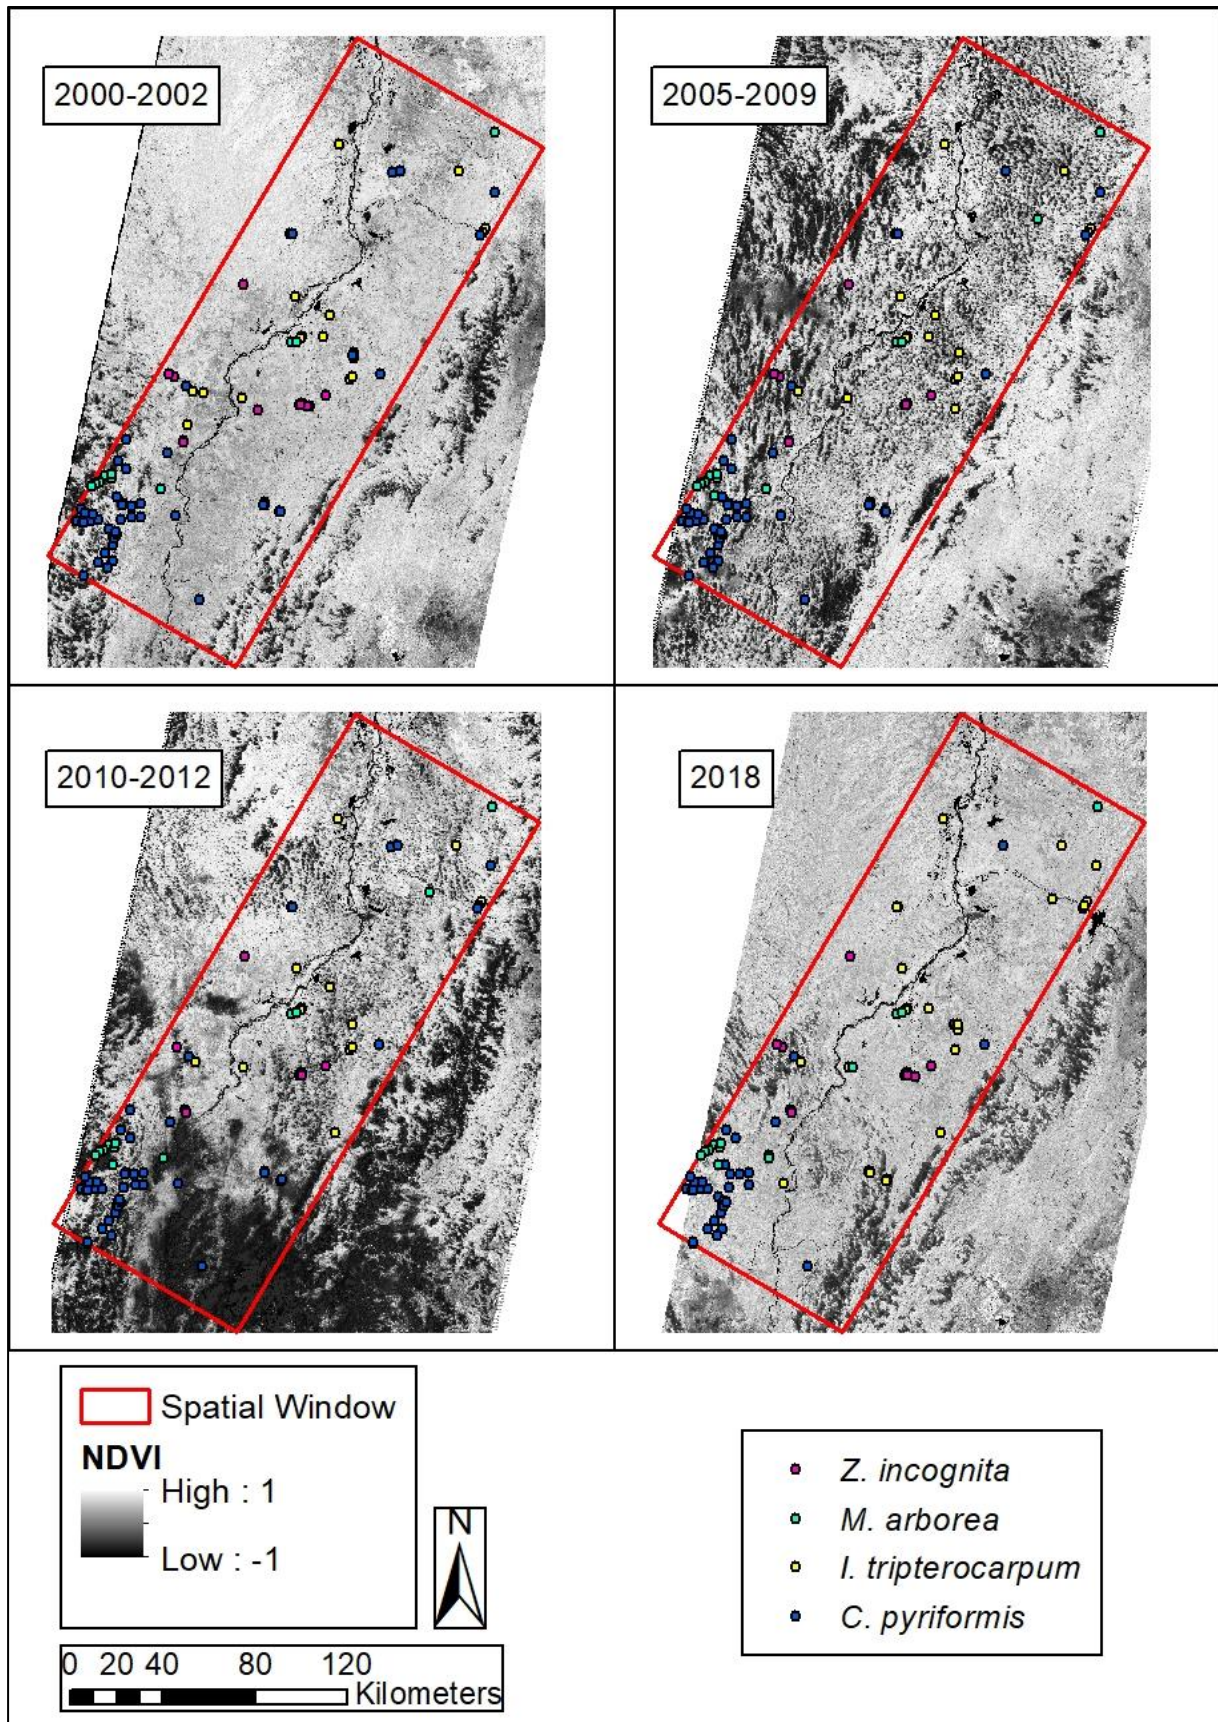 2000-2002
2005-2009
2010-2012
2018
Spatial Window
NDVI
High : 1
Low : -1
N
0 20 40 80 120
Kilometers
Z. incognita
M. arborea
I. tripterocarpum
C. pyriformis